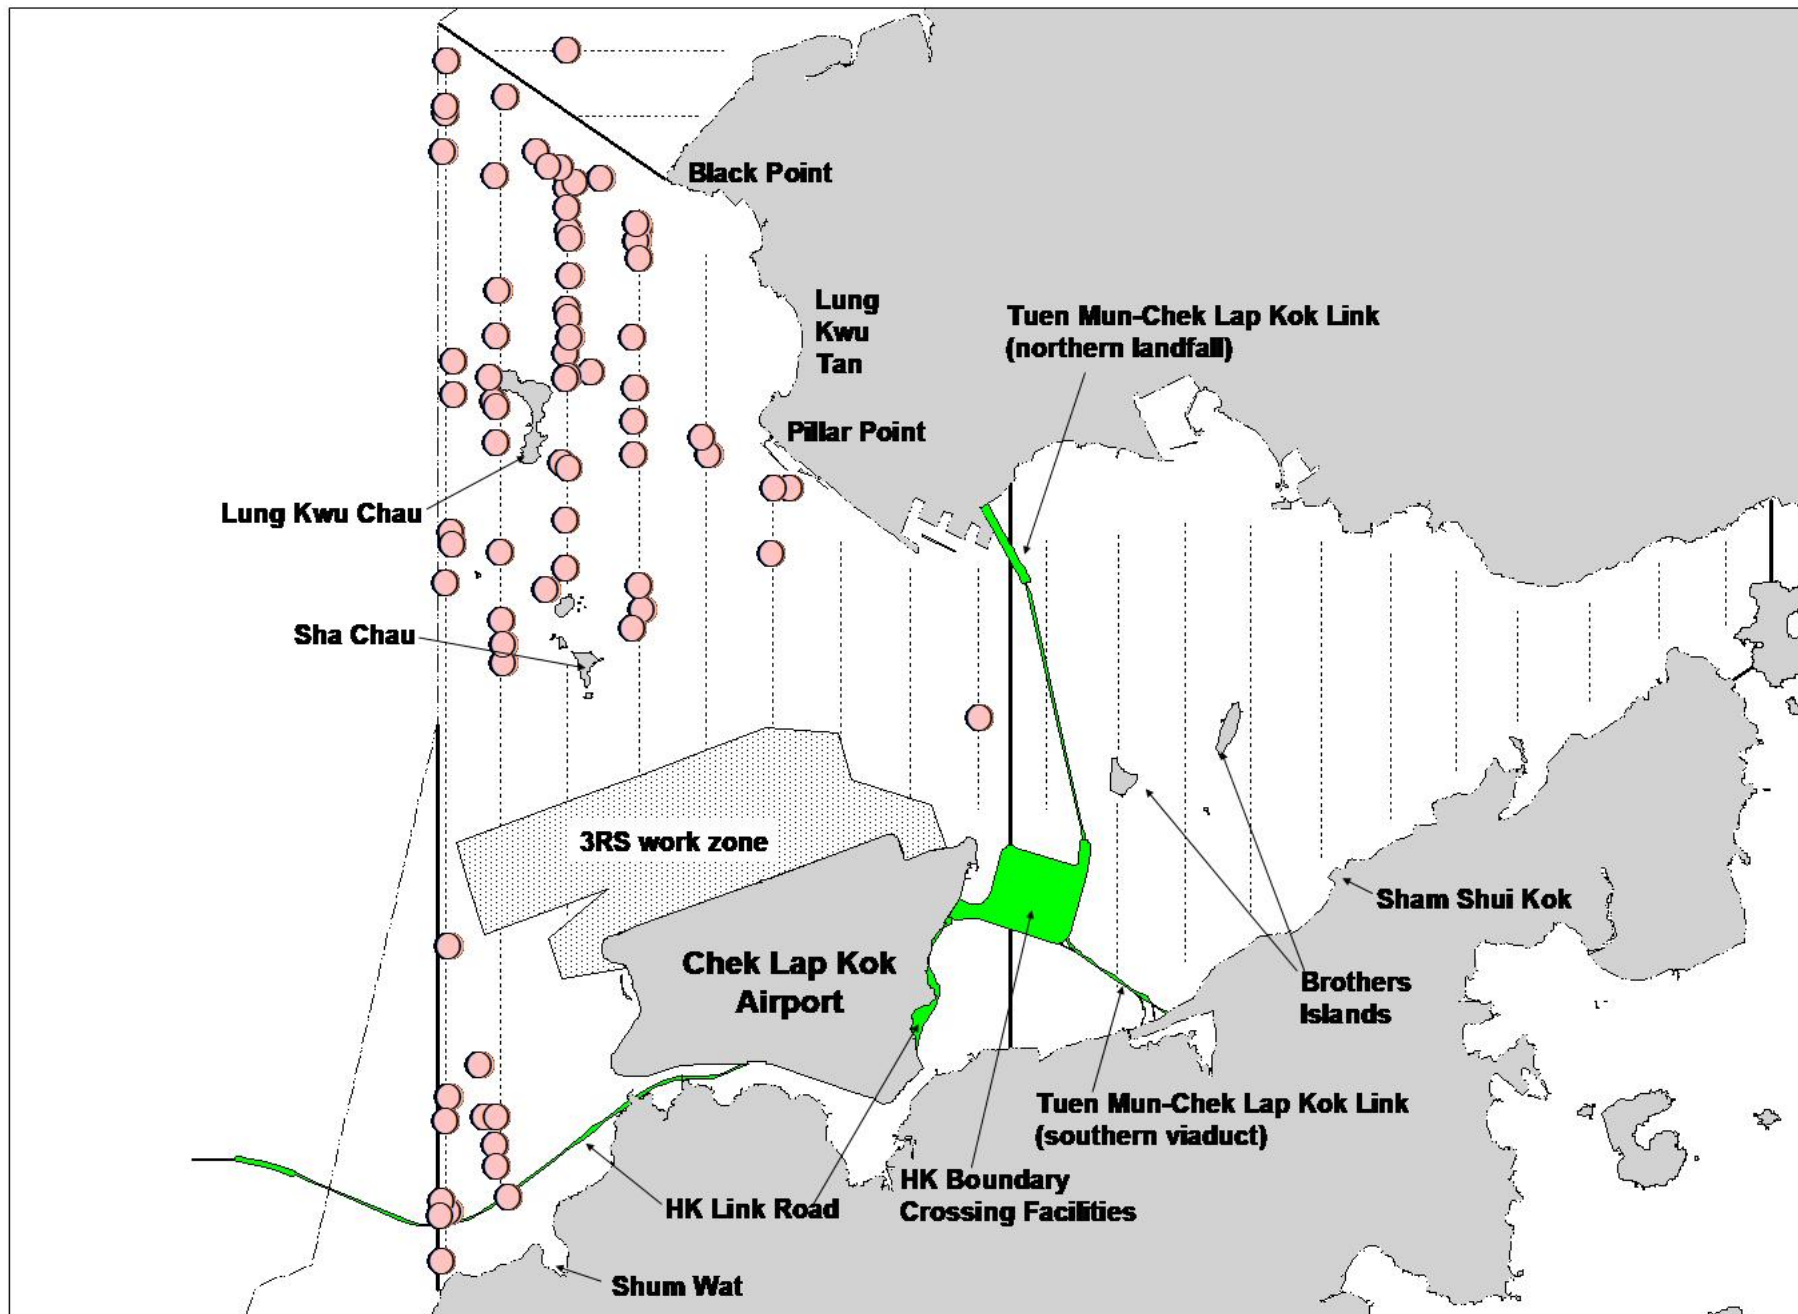 Black Point
Lung
Kwu
Tan
Tuen Mun-Chek Lap Kok Link
(northern landfall)
Pillar Point
Lung Kwu Chau
Sha Chau
3RS work zone
Sham Shui Kok
Chek Lap Kok
Airport
Brothers
Islands
Tuen Mun-Chek Lap Kok Link
(southern viaduct)
HK Boundary
Crossing Facilities
HK Link Road
Shum Wat